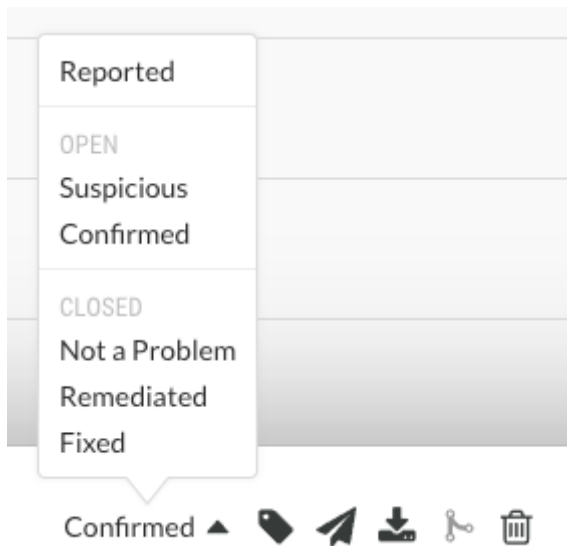 Reported
OPEN
Suspicious
Confirmed
CLOSED
Not a Problem
Remediated
Fixed
Confirmed